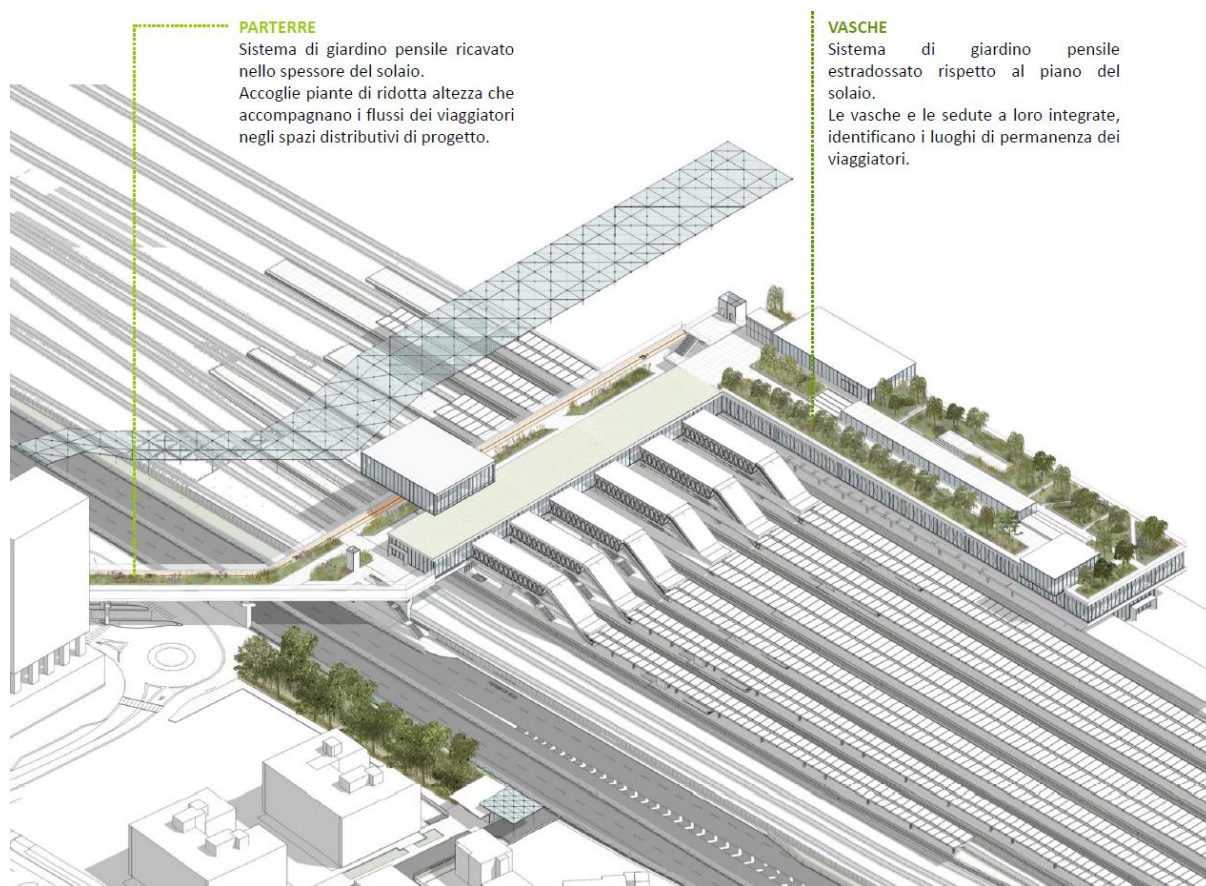 PARTERRE
Sistema di giardino pensile ricavato
nello spessore del solaio.
Accoglie piante di ridotta altezza che
accompagnano i flussi dei viaggiatori
negli spazi distributivi di progetto.
VASCHE
Sistema di giardino pensile
estradossato rispetto al piano del
solaio.
Le vasche e le sedute a loro integrate,
identificano i luoghi di permanenza dei
viaggiatori.